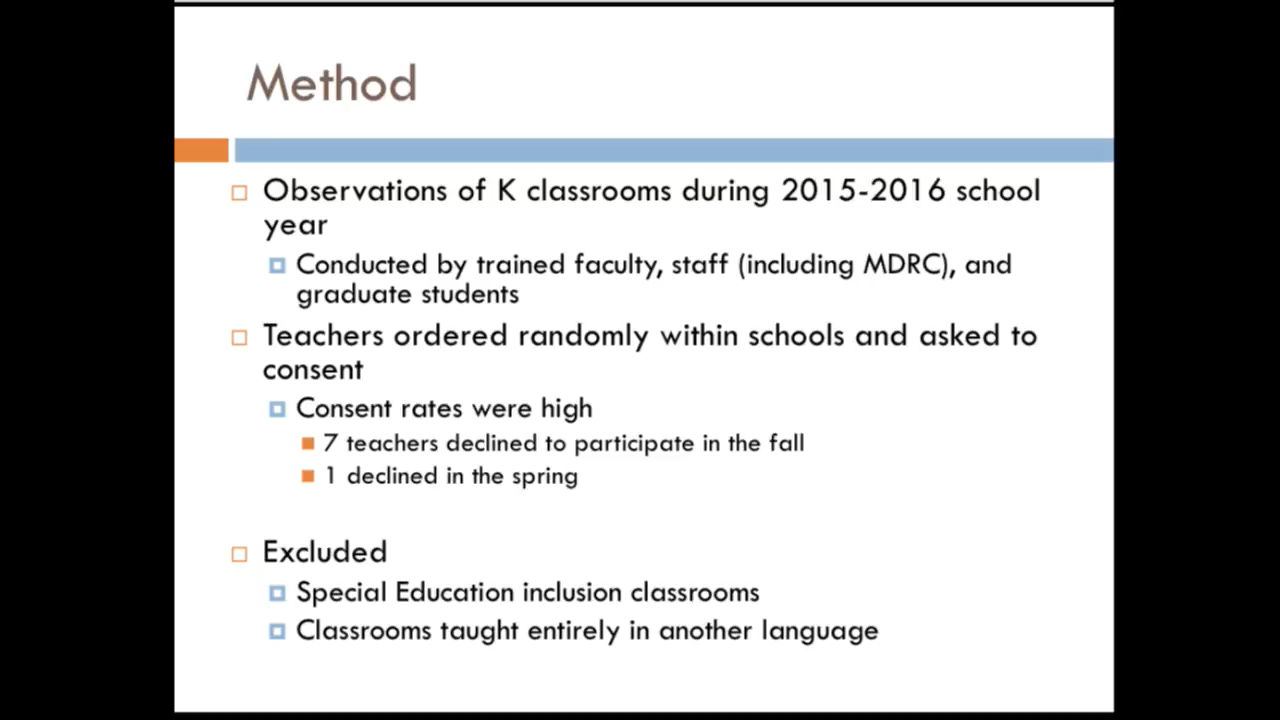 Method
Observations of K classrooms during 2015-2016 school
year
Conducted by trained faculty, staff (including MDRC), and
graduate students
Teachers ordered randomly within schools and asked to
consent
Consent rates were high
7 teachers declined to participate in the fall
1 declined in the spring
Excluded
Special Education inclusion classrooms
Classrooms taught entirely in another language